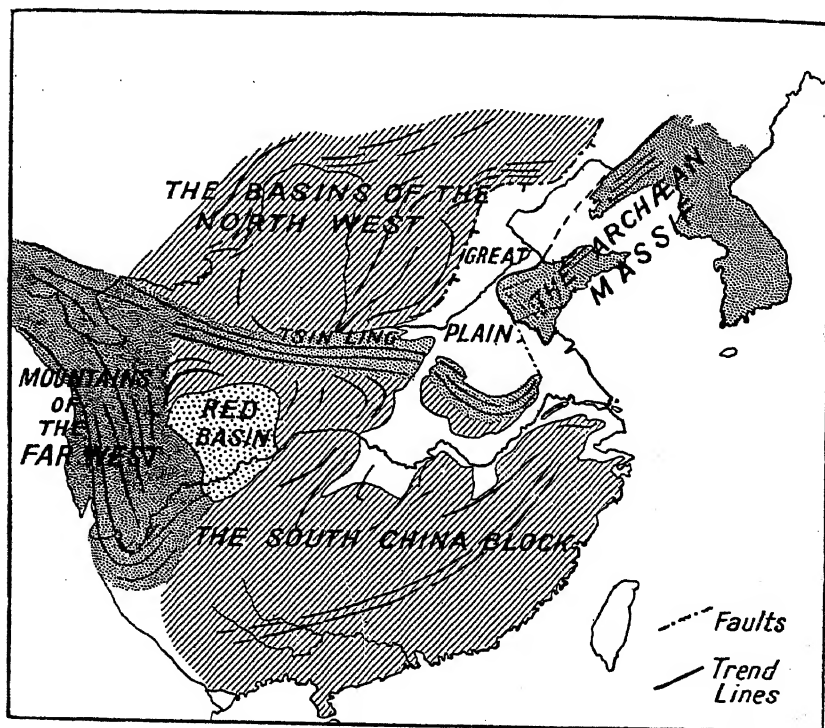 THE BASINS OF THE
NORTH WEST
THE ARCHÆAN
MASSIF
GREAT
PLAIN
TSIN LING
MOUNTAINS
OF
THE
FAR WEST
RED
BASIN
THE SOUTH CHINA BLOCK
Faults
Trend
Lines